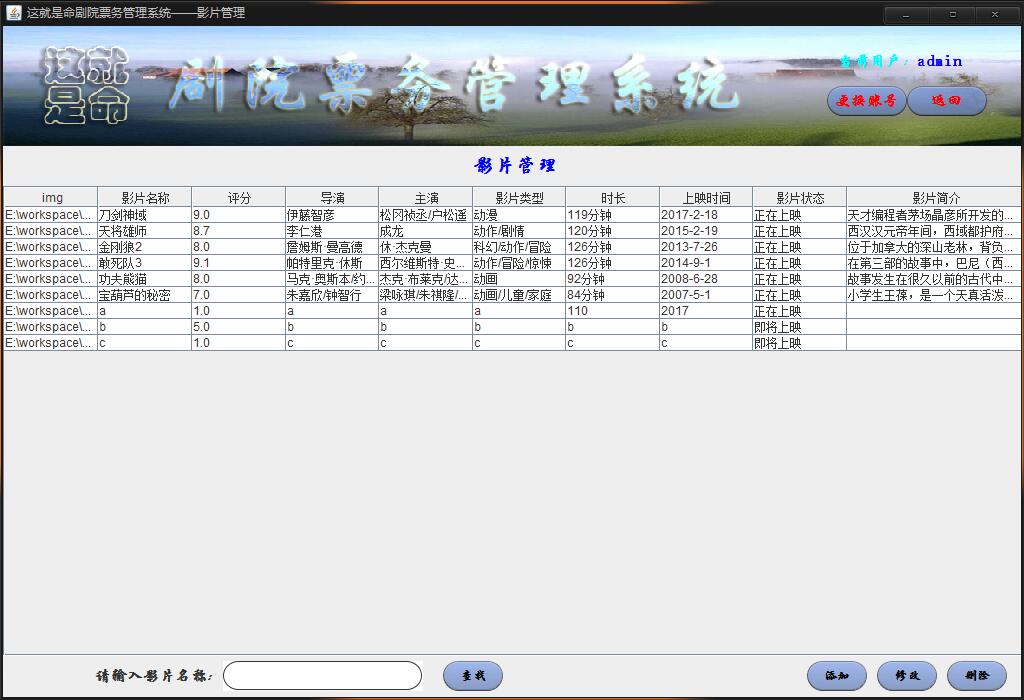 这就是命剧院票务管理系统——影片管理
这就是命
剧院票务管理系统
当前用户：admin
更换账号 返回
影片管理
img 影片名称 评分 导演 主演 影片类型 时长 上映时间 影片状态 影片简介
E:\workspace\... 刀剑神域 9.0 伊藤智彦 松冈祯丞/户松遥 动漫 119分钟 2017-2-18 正在上映 天才编程者茅场晶彦所开发的...
E:\workspace\... 天将雄师 8.7 李仁港 成龙 动作/剧情 120分钟 2015-2-19 正在上映 西汉汉元帝年间，西域都护府...
E:\workspace\... 金刚狼2 8.0 詹姆斯·曼高德 休·杰克曼 科幻/动作/冒险 126分钟 2013-7-26 正在上映 位于加拿大的深山老林，背负...
E:\workspace\... 敢死队3 9.1 帕特里克·休斯 西尔维斯特·史... 动作/冒险/惊悚 126分钟 2014-9-1 正在上映 在第三部的故事中，巴尼（西...
E:\workspace\... 功夫熊猫 8.0 马克·奥斯本/约... 杰克·布莱克/达... 动画 92分钟 2008-6-28 正在上映 故事发生在很久以前的古代中...
E:\workspace\... 宝葫芦的秘密 7.0 朱嘉欣/钟智行 梁咏琪/朱祺隆/... 动画/儿童/家庭 84分钟 2007-5-1 正在上映 小学生王葆，是一个天真活泼...
E:\workspace\... a 1.0 a a a 110 2017 正在上映
E:\workspace\... b 5.0 b b b b b 即将上映
E:\workspace\... c 1.0 c c c c c 即将上映
请输入影片名称： 查找 添加 修改 删除